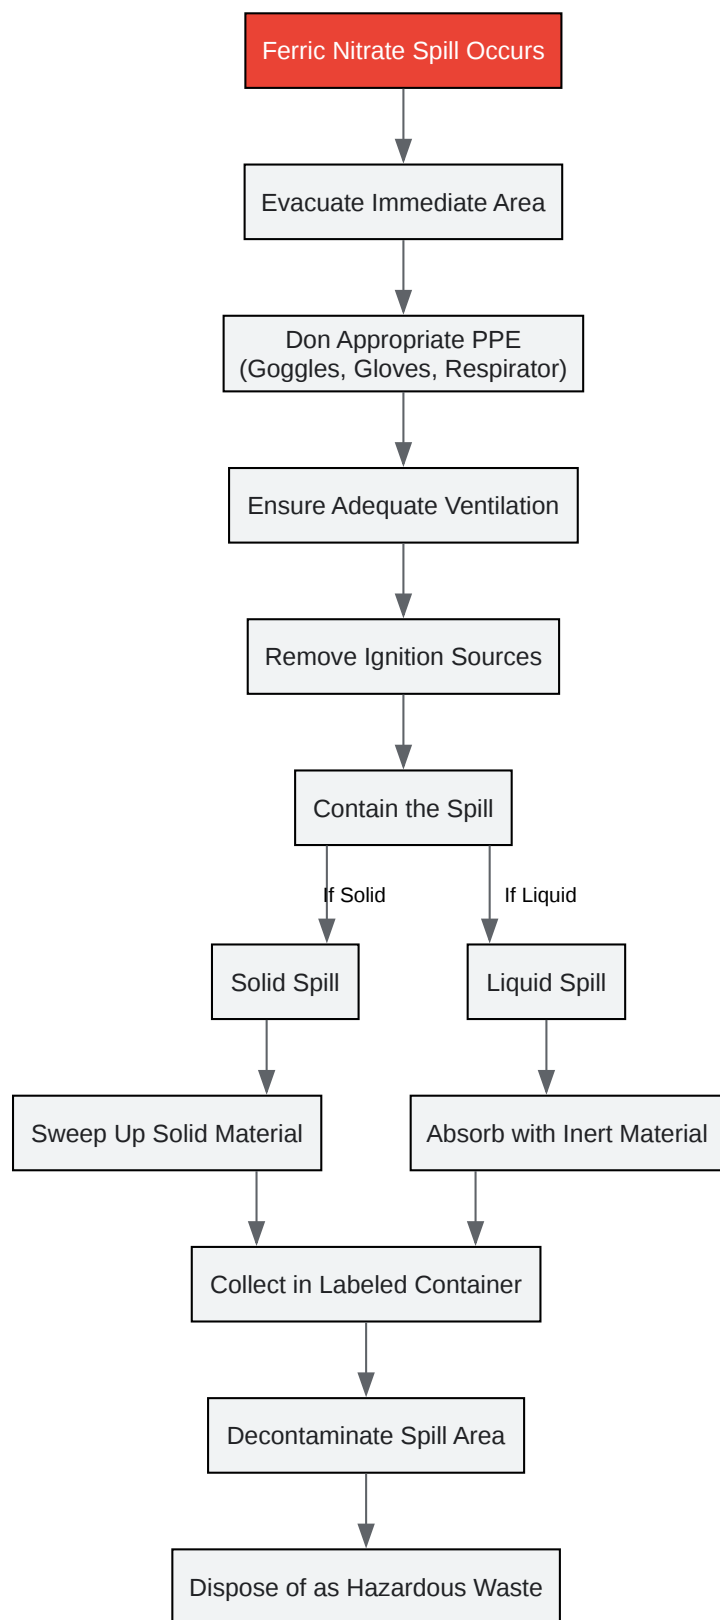 Ferric Nitrate Spill Occurs
Evacuate Immediate Area
Don Appropriate PPE
(Goggles, Gloves, Respirator)
Ensure Adequate Ventilation
Remove Ignition Sources
Contain the Spill
If Solid
If Liquid
Solid Spill
Liquid Spill
Sweep Up Solid Material
Absorb with Inert Material
Collect in Labeled Container
Decontaminate Spill Area
Dispose of as Hazardous Waste